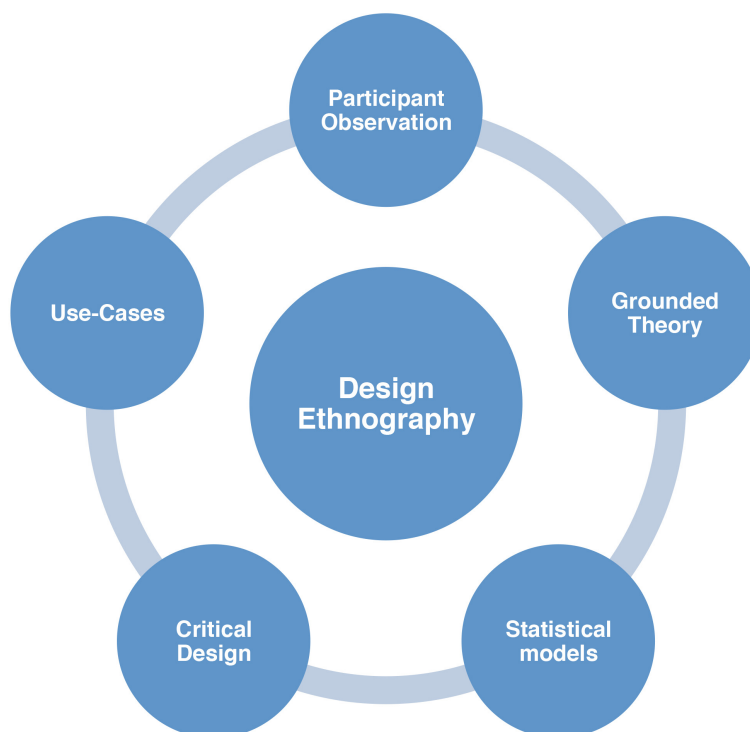 Participant
Observation
Grounded
Theory
Use-Cases
Design
Ethnography
Critical
Design
Statistical
models